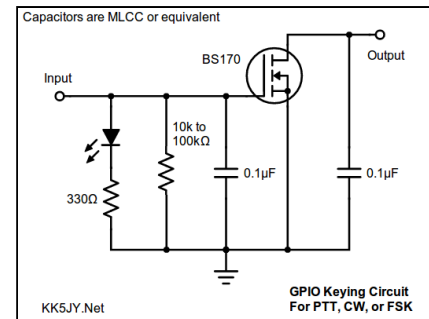 Capacitors are MLCC or equivalent
BS170
Output
Input
10k to
100kΩ
0.1µF
0.1µF
330Ω
GPIO Keying Circuit
For PTT, CW, or FSK
KK5JY.Net